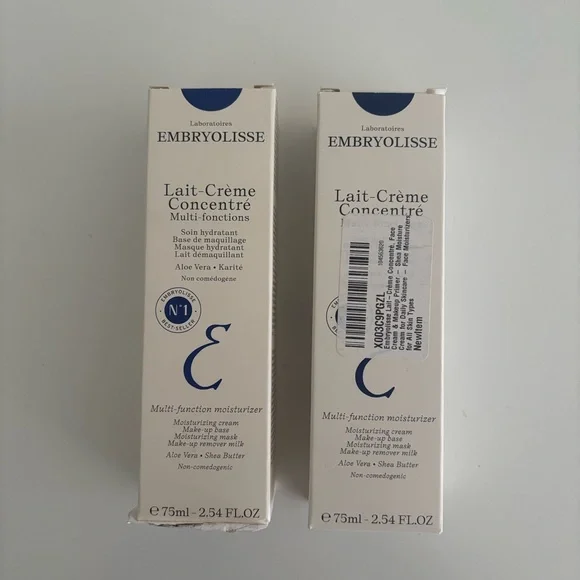 Laboratoires
EMBRYOLISSE
Lait-Crème
Concentré
Multi-fonctions
Soin hydratant
Base de maquillage
Masque hydratant
Lait démaquillant
Aloe Vera • Karité
Non comédogène
EMBRYOLISSE
N°1
BEST-SELLER
Multi-function moisturizer
Moisturizing cream
Make-up base
Moisturizing mask
Make-up remover milk
Aloe Vera • Shea Butter
Non-comedogenic
e 75ml - 2.54 FL.OZ
Laboratoires
EMBRYOLISSE
Lait-Crème
Concentré
X003C9PGZL
Embryolisse Lait - Crème Concentré, Face
Cream & Makeup Primer - Shea Moisture
Cream for Daily Skincare - Face Moisturizers
for All Skin Types
NewItem
Multi-function moisturizer
Moisturizing cream
Make-up base
Moisturizing mask
Make-up remover milk
Aloe Vera • Shea Butter
Non-comedogenic
e 75ml - 2.54 FL.OZ